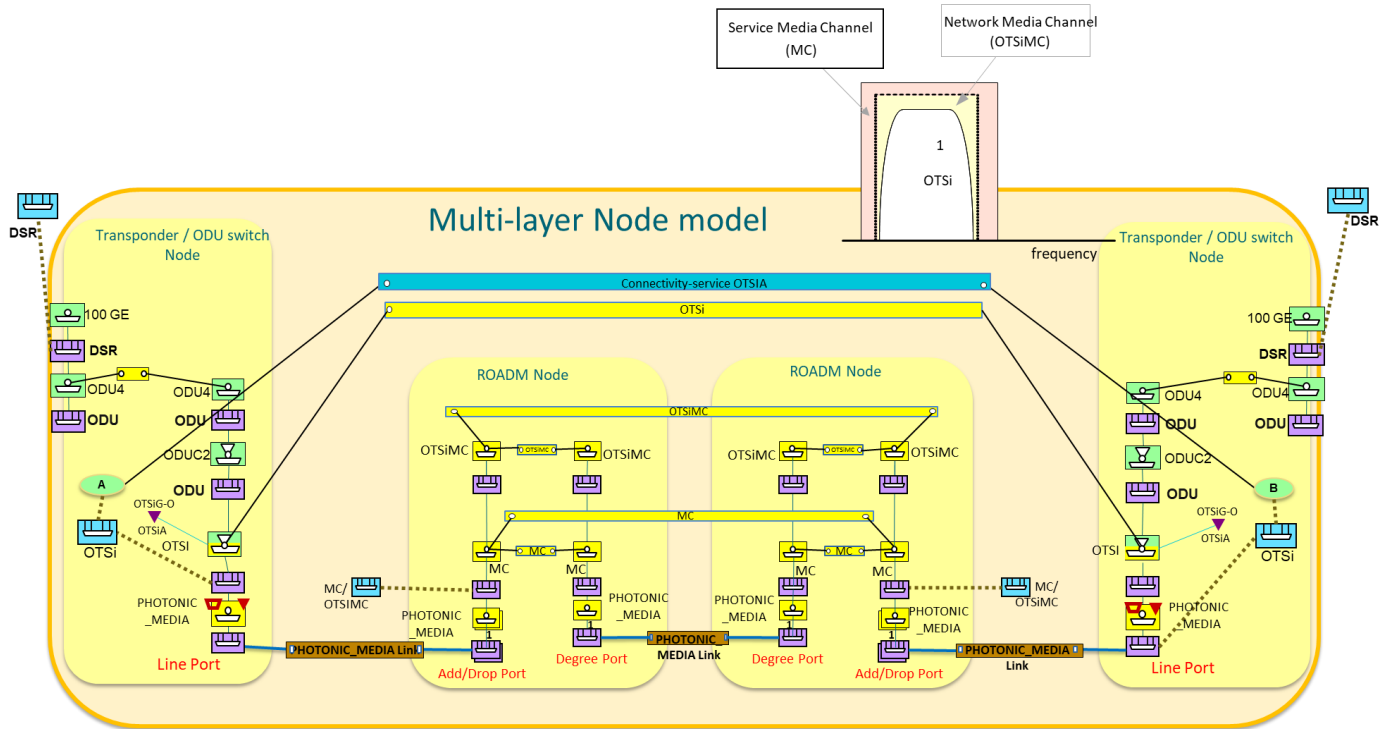 Service Media Channel
(MC)
Network Media Channel
(OTSiMC)
1
OTSi
frequency
Multi-layer Node model
DSR
DSR
Transponder / ODU switch
Node
Transponder / ODU switch
Node
Connectivity-service OTSIA
OTSi
100 GE
DSR
ODU4
ODU
ODU4
ODU
ODUC2
ODU
A
OTSi
OTSiG-O
OTSiA
OTSI
PHOTONIC
_MEDIA
Line Port
PHOTONIC_MEDIA Link
ROADM Node
OTSiMC
OTSiMC
OTSiMC
OTSiMC
MC
MC
MC
MC
MC/
OTSIMC
PHOTONIC
_MEDIA
1
Add/Drop Port
PHOTONIC
_MEDIA
1
Degree Port
PHOTONIC_
MEDIA Link
ROADM Node
OTSiMC
OTSiMC
OTSiMC
MC
MC
MC
PHOTONIC
_MEDIA
1
Degree Port
PHOTONIC
_MEDIA
1
Add/Drop Port
MC/
OTSIMC
PHOTONIC_MEDIA
Link
100 GE
DSR
ODU4
ODU
ODU4
ODU
ODUC2
ODU
B
OTSi
OTSiG-O
OTSiA
OTSI
PHOTONIC
_MEDIA
Line Port